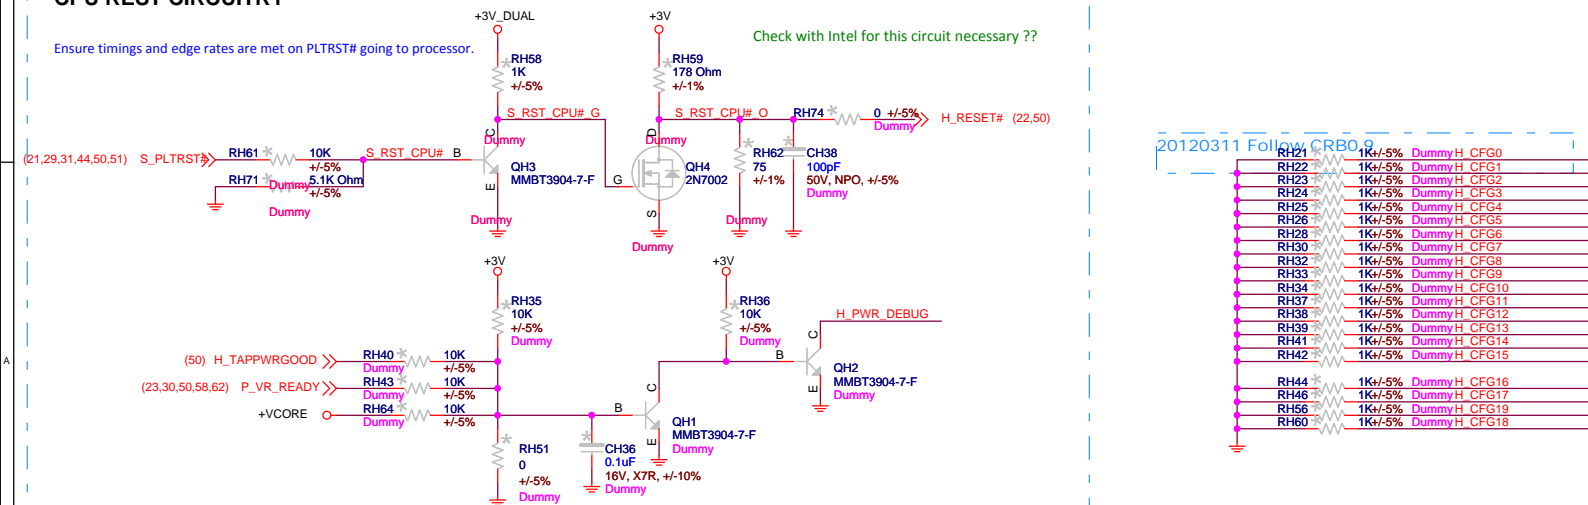 CPU REST CIRCUITRY
Ensure timings and edge rates are met on PLTRST# going to processor.
Check with Intel for this circuit necessary ??
+3V_DUAL
RH58
1K
+/-5%
Dummy
+3V
RH59
178 Ohm
+/-1%
Dummy
S_RST_CPU#_G
S_RST_CPU#_O
RH74
0 +/-5%
Dummy
H_RESET# (22,50)
(21,29,31,44,50,51) S_PLTRST#
RH61
10K
+/-5%
Dummy
S_RST_CPU#
B
C
E
QH3
MMBT3904-7-F
Dummy
RH71
5.1K Ohm
+/-5%
Dummy
G
D
S
QH4
2N7002
Dummy
RH62
75
+/-1%
Dummy
CH38
100pF
50V, NPO, +/-5%
Dummy
+3V
RH35
10K
+/-5%
Dummy
+3V
RH36
10K
+/-5%
Dummy
H_PWR_DEBUG
(50) H_TAPPWRGOOD
RH40
10K
Dummy
+/-5%
(23,30,50,58,62) P_VR_READY
RH43
10K
Dummy
+/-5%
+VCORE
RH64
10K
Dummy
+/-5%
RH51
0
+/-5%
Dummy
CH36
0.1uF
16V, X7R, +/-10%
Dummy
B
C
E
QH1
MMBT3904-7-F
Dummy
B
C
E
QH2
MMBT3904-7-F
Dummy
A
20120311 Follow CRB0.9
RH21 1K+/-5% Dummy H_CFG0
RH22 1K+/-5% Dummy H_CFG1
RH23 1K+/-5% Dummy H_CFG2
RH24 1K+/-5% Dummy H_CFG3
RH25 1K+/-5% Dummy H_CFG4
RH26 1K+/-5% Dummy H_CFG5
RH28 1K+/-5% Dummy H_CFG6
RH30 1K+/-5% Dummy H_CFG7
RH32 1K+/-5% Dummy H_CFG8
RH33 1K+/-5% Dummy H_CFG9
RH34 1K+/-5% Dummy H_CFG10
RH37 1K+/-5% Dummy H_CFG11
RH38 1K+/-5% Dummy H_CFG12
RH39 1K+/-5% Dummy H_CFG13
RH41 1K+/-5% Dummy H_CFG14
RH42 1K+/-5% Dummy H_CFG15
RH44 1K+/-5% Dummy H_CFG16
RH46 1K+/-5% Dummy H_CFG17
RH56 1K+/-5% Dummy H_CFG19
RH60 1K+/-5% Dummy H_CFG18